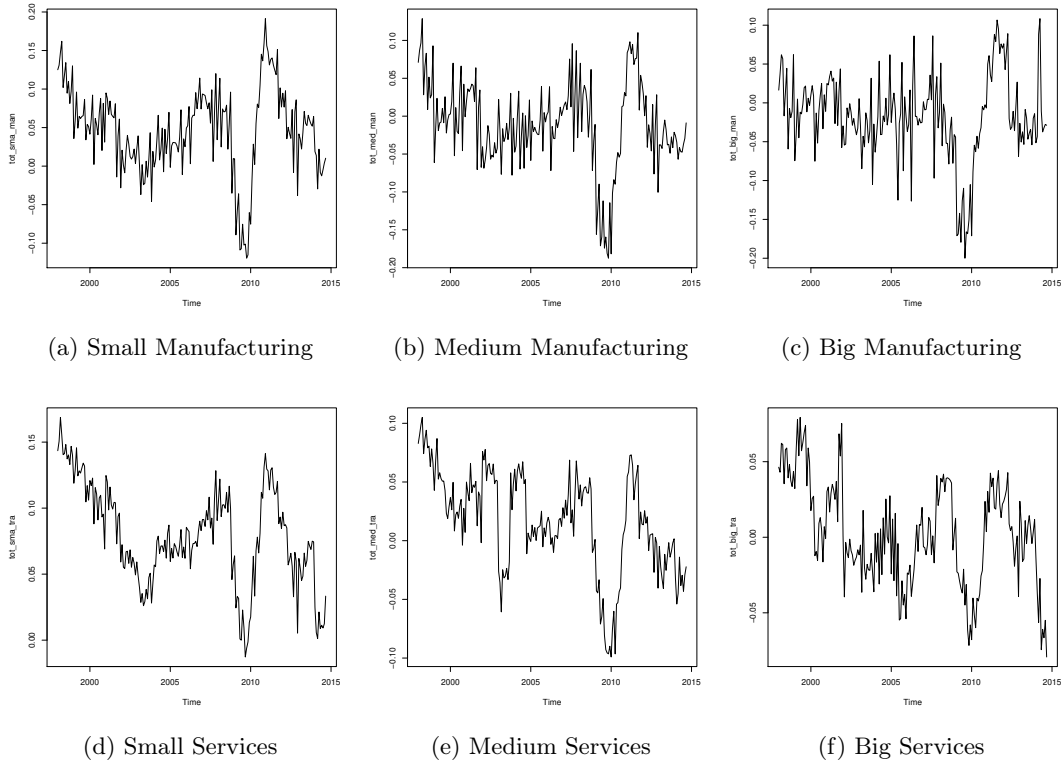 tot_sma_man
−0.10 −0.05 0.00 0.05 0.10 0.15 0.20
2000 2005 2010 2015
Time
(a) Small Manufacturing
tot_med_man
−0.20 −0.15 −0.10 −0.05 0.00 0.05 0.10
2000 2005 2010 2015
Time
(b) Medium Manufacturing
tot_big_man
−0.20 −0.15 −0.10 −0.05 0.00 0.05 0.10
2000 2005 2010 2015
Time
(c) Big Manufacturing
tot_sma_tra
0.00 0.05 0.10 0.15
2000 2005 2010 2015
Time
(d) Small Services
tot_med_tra
−0.10 −0.05 0.00 0.05 0.10
2000 2005 2010 2015
Time
(e) Medium Services
tot_big_tra
−0.05 0.00 0.05
2000 2005 2010 2015
Time
(f) Big Services